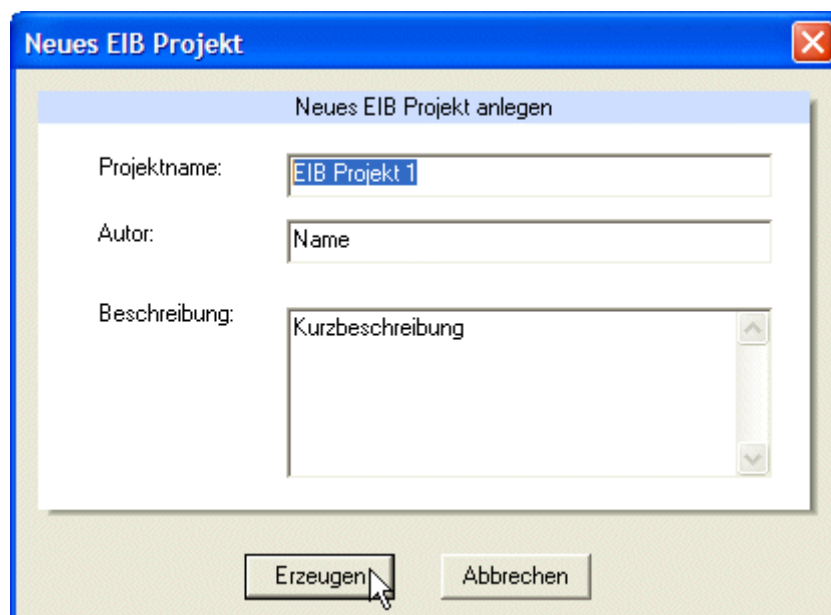 Neues EIB Projekt
Neues EIB Projekt anlegen
Projektname:
EIB Projekt 1
Autor:
Name
Beschreibung:
Kurzbeschreibung
Erzeugen
Abbrechen